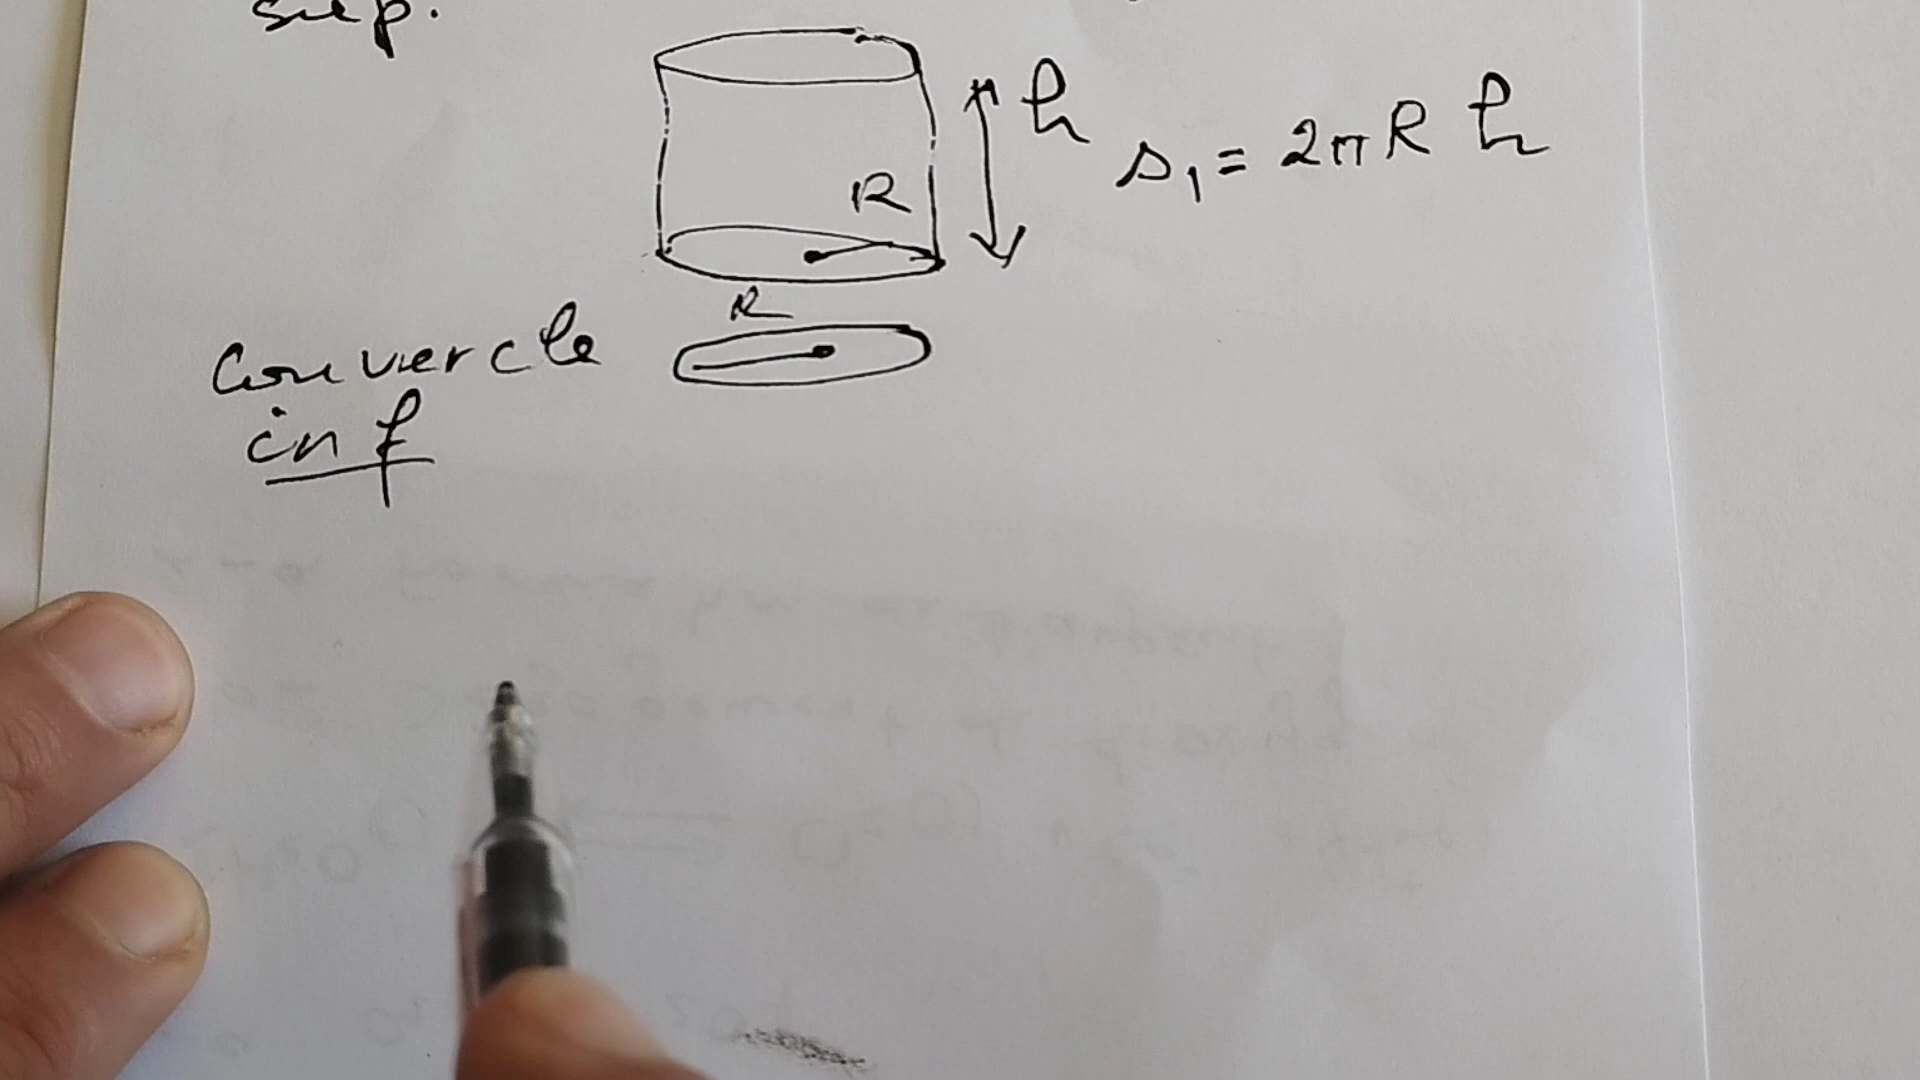 sup.
h
S₁ = 2πR h
R
R
Couvercle
inf